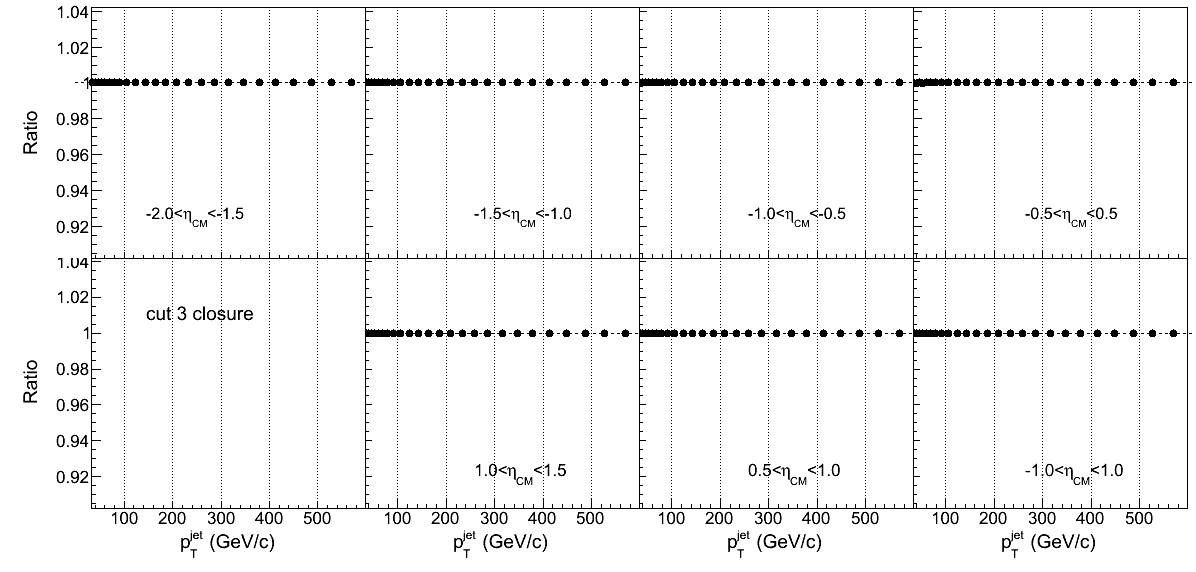 1.04
1.02
1
0.98
0.96
0.94
0.92
Ratio
-2.0<η_CM<-1.5
-1.5<η_CM<-1.0
-1.0<η_CM<-0.5
-0.5<η_CM<0.5
1.04
1.02
1
0.98
0.96
0.94
0.92
Ratio
cut 3 closure
1.0<η_CM<1.5
0.5<η_CM<1.0
-1.0<η_CM<1.0
100 200 300 400 500
100 200 300 400 500
100 200 300 400 500
100 200 300 400 500
p_T^jet (GeV/c)
p_T^jet (GeV/c)
p_T^jet (GeV/c)
p_T^jet (GeV/c)